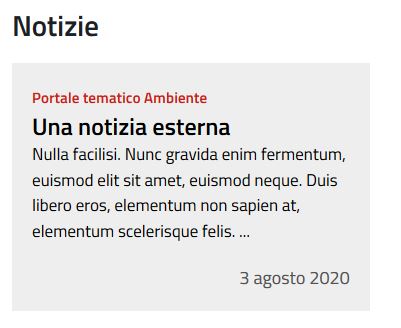 Notizie
Portale tematico Ambiente
Una notizia esterna
Nulla facilisi. Nunc gravida enim fermentum,
euismod elit sit amet, euismod neque. Duis
libero eros, elementum non sapien at,
elementum scelerisque felis. ...
3 agosto 2020